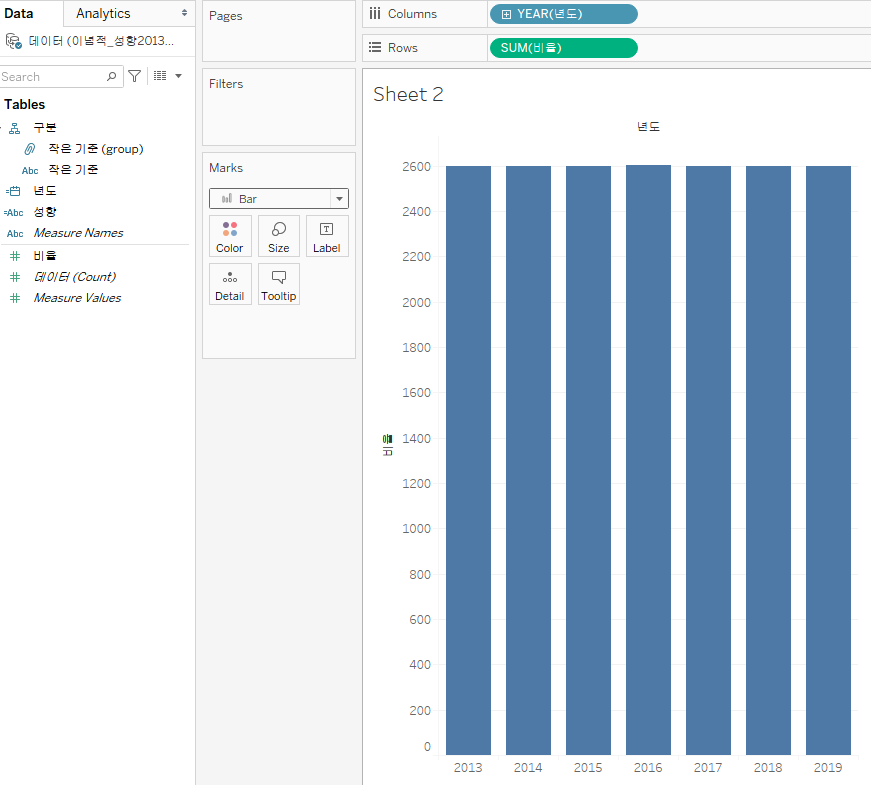 Data
Analytics
데이터 (이념적_성향2013...
Search
Tables
구분
작은 기준 (group)
Abc 작은 기준
년도
=Abc 성향
Abc Measure Names
비율
데이터 (Count)
Measure Values
Pages
Filters
Marks
Bar
Color Size Label
Detail Tooltip
Columns YEAR(년도)
Rows SUM(비율)
Sheet 2
년도
2600
2400
2200
2000
1800
1600
1400
비율
1200
1000
800
600
400
200
0
2013 2014 2015 2016 2017 2018 2019